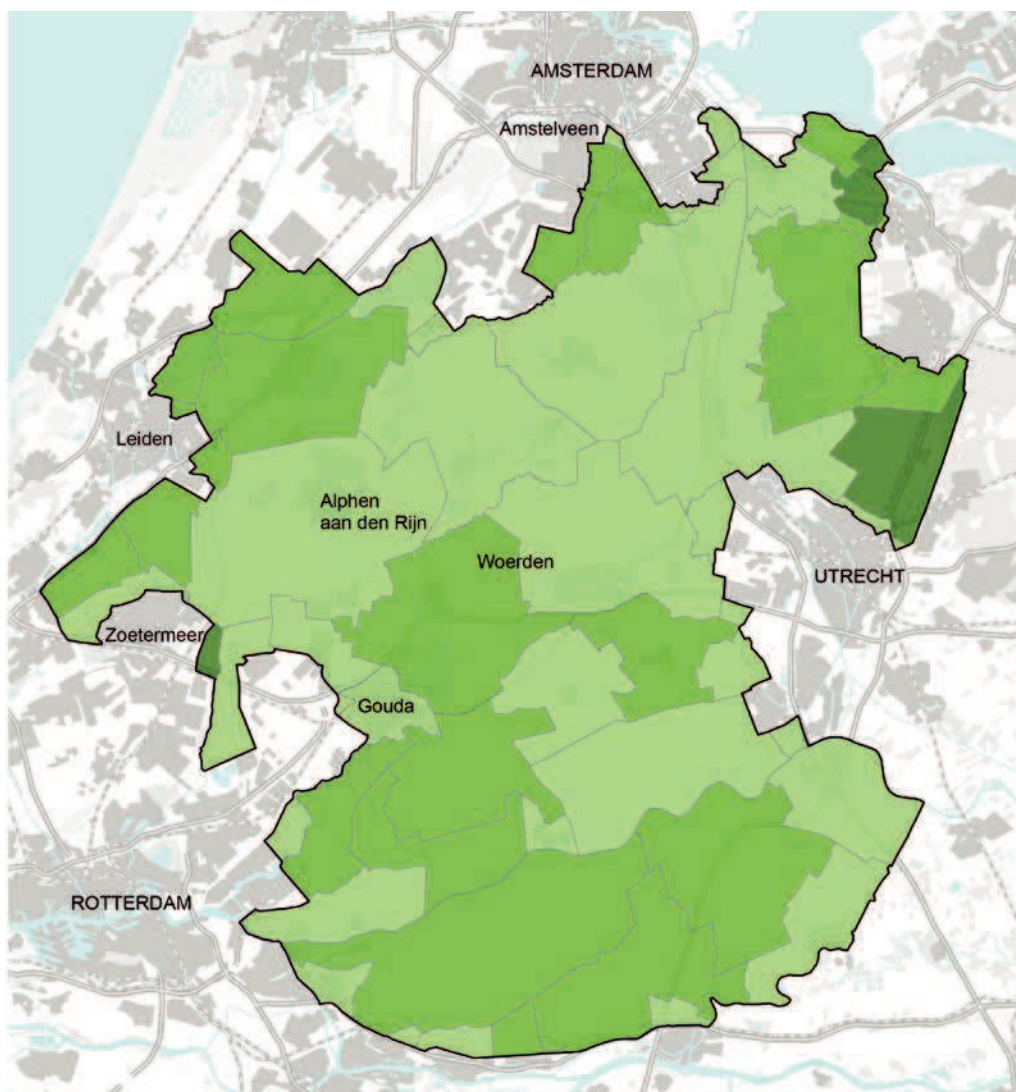 AMSTERDAM
Amstelveen
Leiden
Alphen
aan den Rijn
Woerden
UTRECHT
Zoetermeer
Gouda
ROTTERDAM